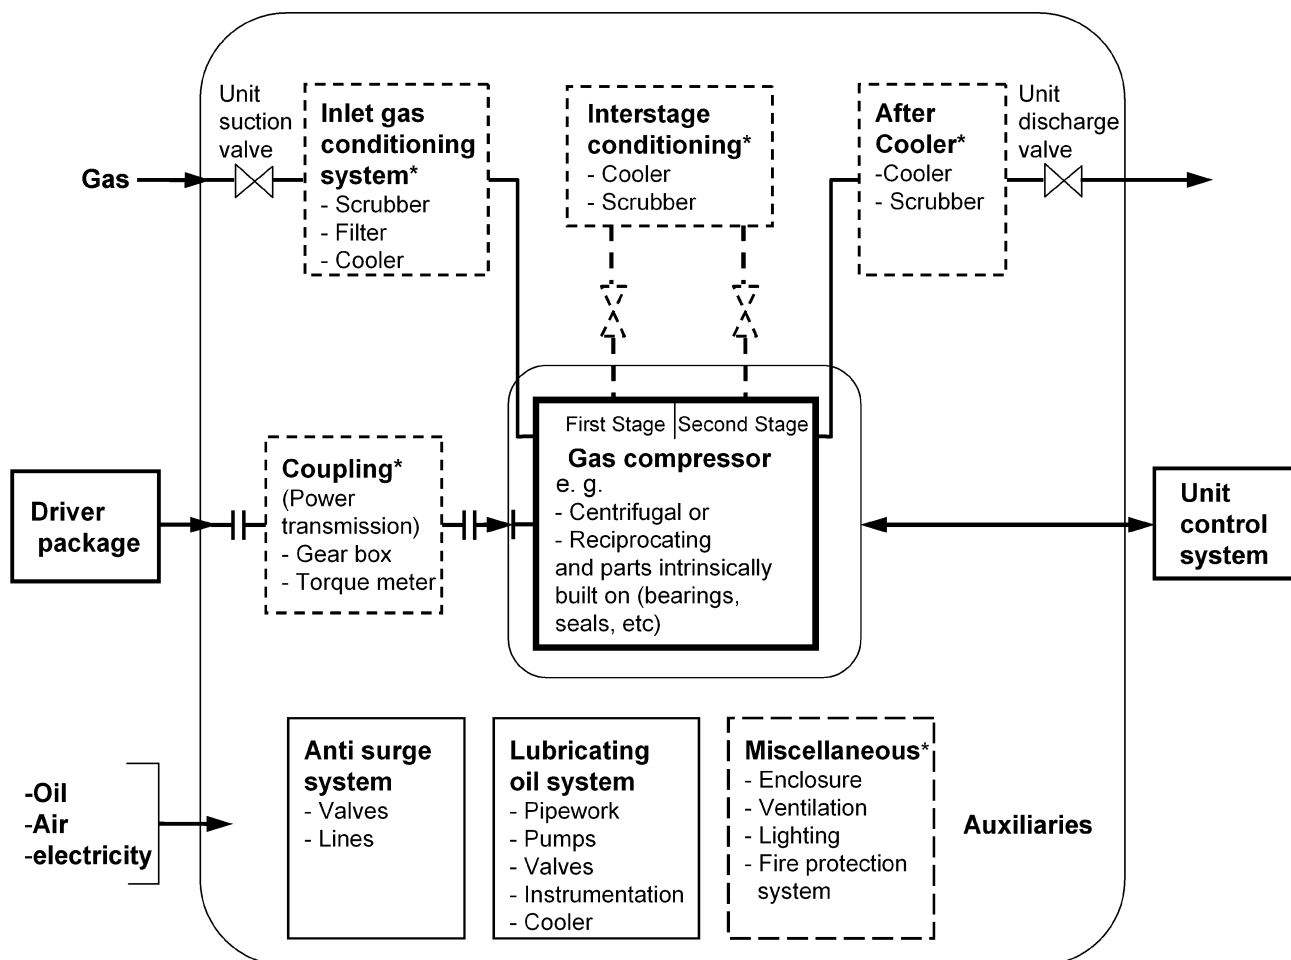 Unit
suction
valve
Inlet gas
conditioning
system*
- Scrubber
- Filter
- Cooler
Interstage
conditioning*
- Cooler
- Scrubber
After
Cooler*
-Cooler
- Scrubber
Unit
discharge
valve
Gas
First Stage
Second Stage
Gas compressor
e. g.
- Centrifugal or
- Reciprocating
and parts intrinsically
built on (bearings,
seals, etc)
Coupling*
(Power
transmission)
- Gear box
- Torque meter
Driver
package
Unit
control
system
-Oil
-Air
-electricity
Anti surge
system
- Valves
- Lines
Lubricating
oil system
- Pipework
- Pumps
- Valves
- Instrumentation
- Cooler
Miscellaneous*
- Enclosure
- Ventilation
- Lighting
- Fire protection
system
Auxiliaries